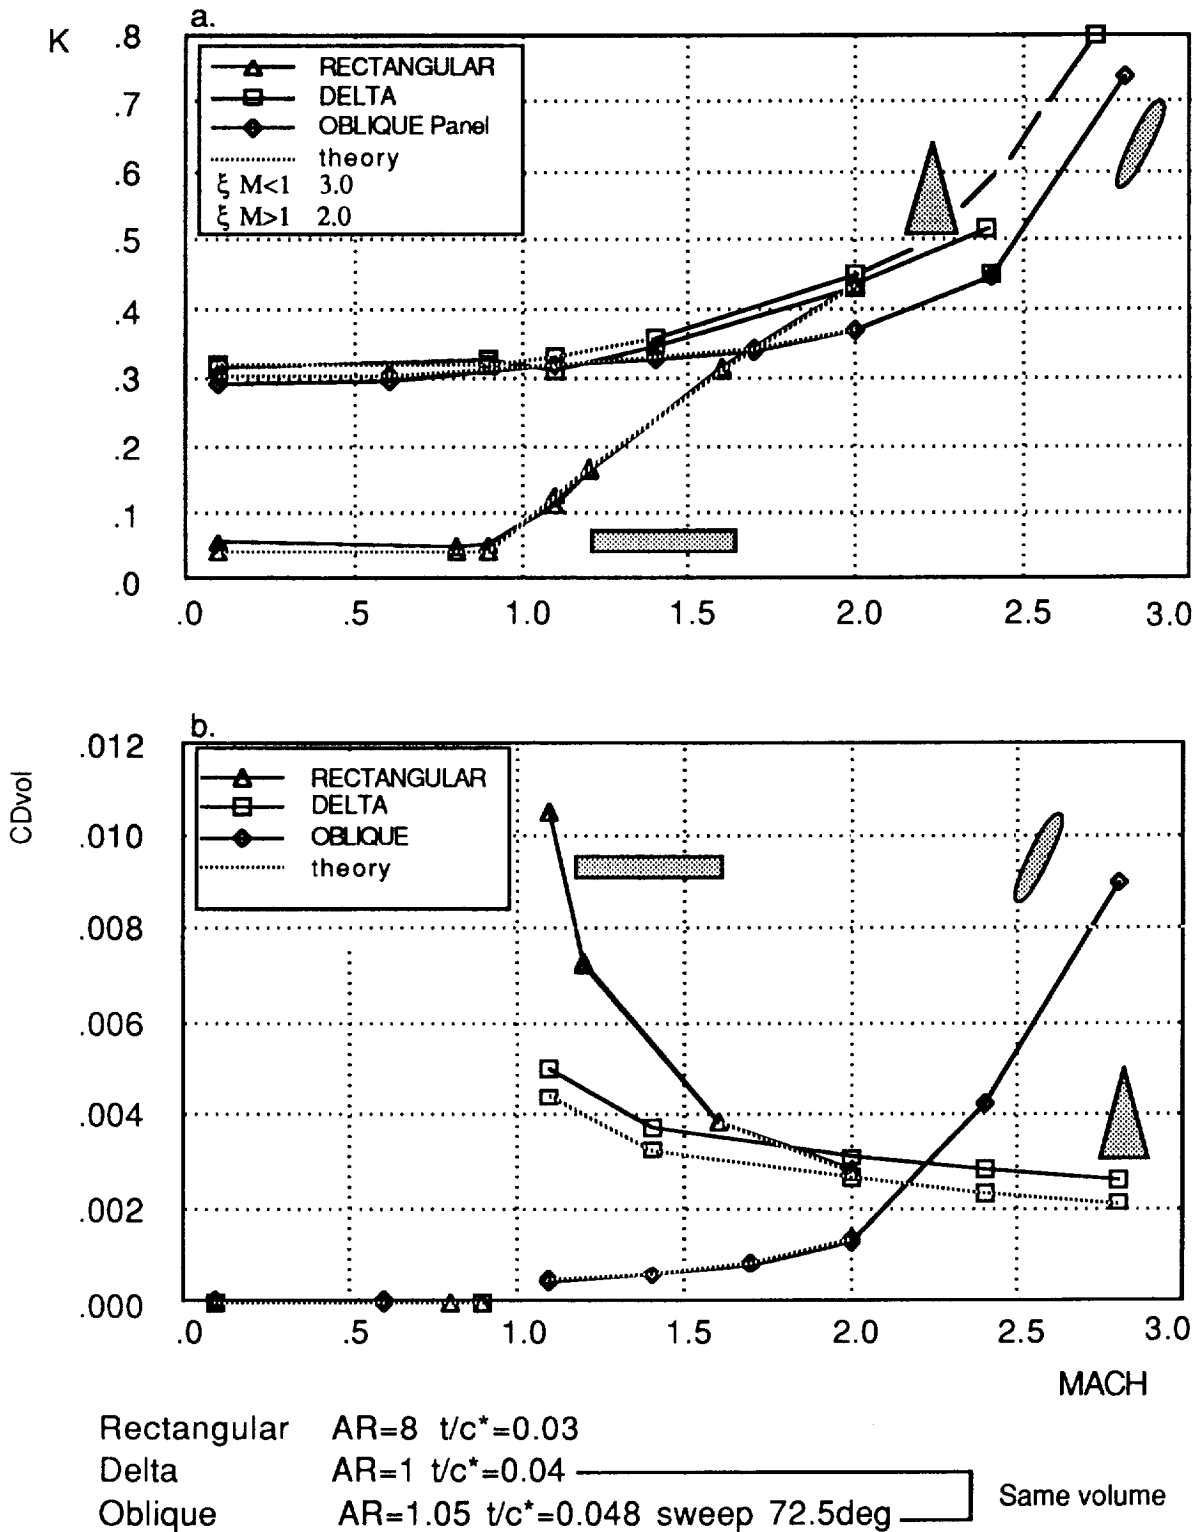 a.
K
.8
.7
.6
.5
.4
.3
.2
.1
.0
RECTANGULAR
DELTA
OBLIQUE Panel
theory
ξ M<1 3.0
ξ M>1 2.0
.0 .5 1.0 1.5 2.0 2.5 3.0
b.
CDvol
.012
.010
.008
.006
.004
.002
.000
RECTANGULAR
DELTA
OBLIQUE
theory
.0 .5 1.0 1.5 2.0 2.5 3.0
MACH
Rectangular AR=8 t/c*=0.03
Delta AR=1 t/c*=0.04
Oblique AR=1.05 t/c*=0.048 sweep 72.5deg
Same volume